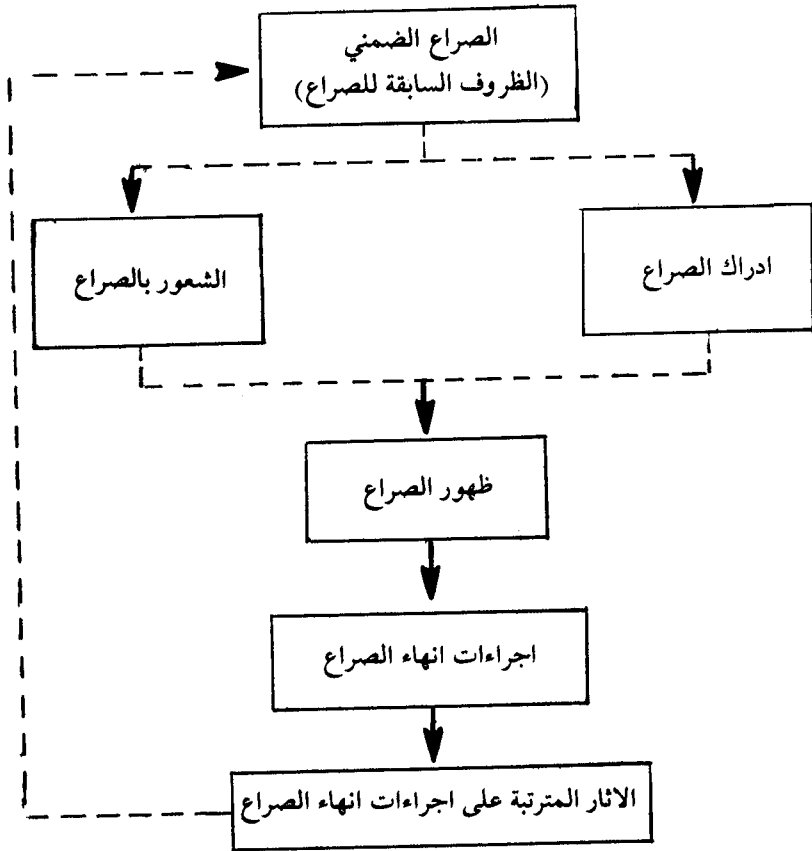 الصراع الضمني
(الظروف السابقة للصراع)
ادراك الصراع
الشعور بالصراع
ظهور الصراع
اجراءات انهاء الصراع
الاثار المترتبة على اجراءات انهاء الصراع